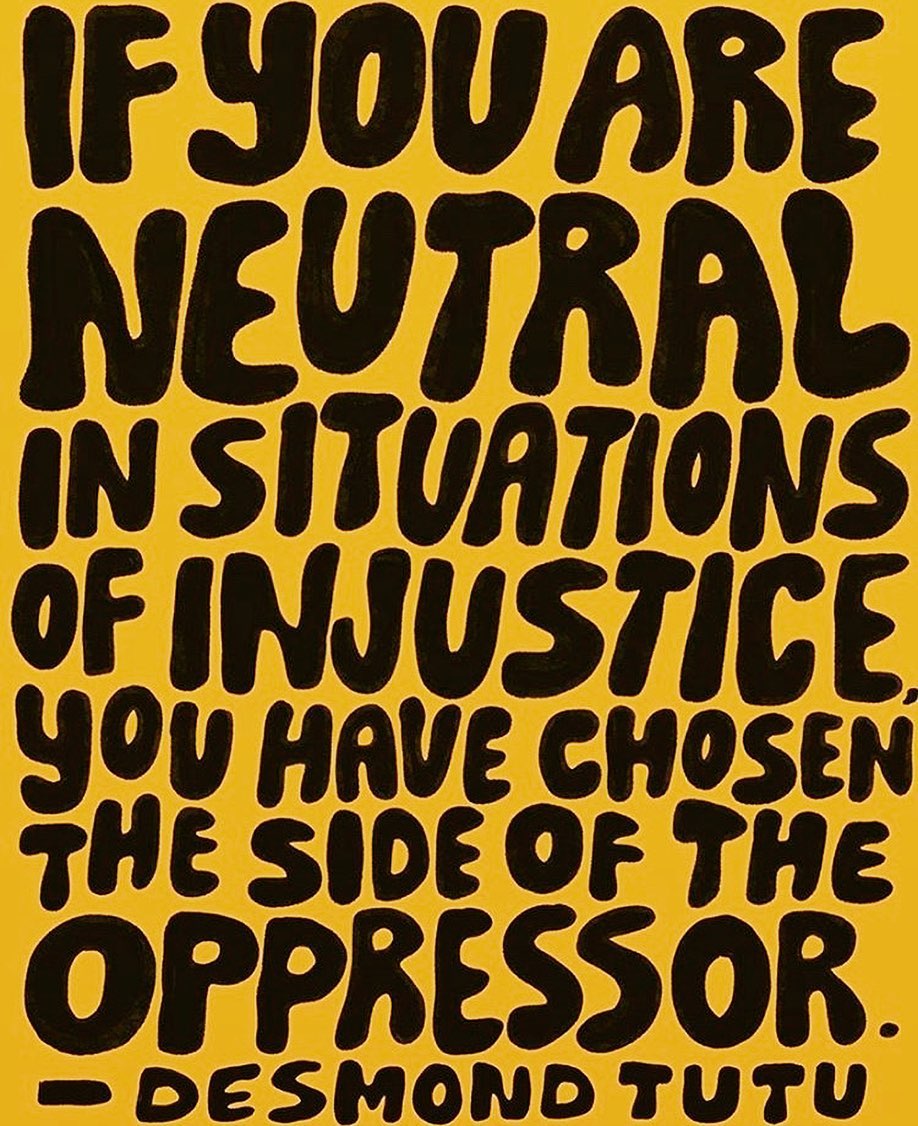 IF YOU ARE
NEUTRAL
IN SITUATIONS
OF INJUSTICE,
YOU HAVE CHOSEN
THE SIDE OF THE
OPPRESSOR.
— DESMOND TUTU